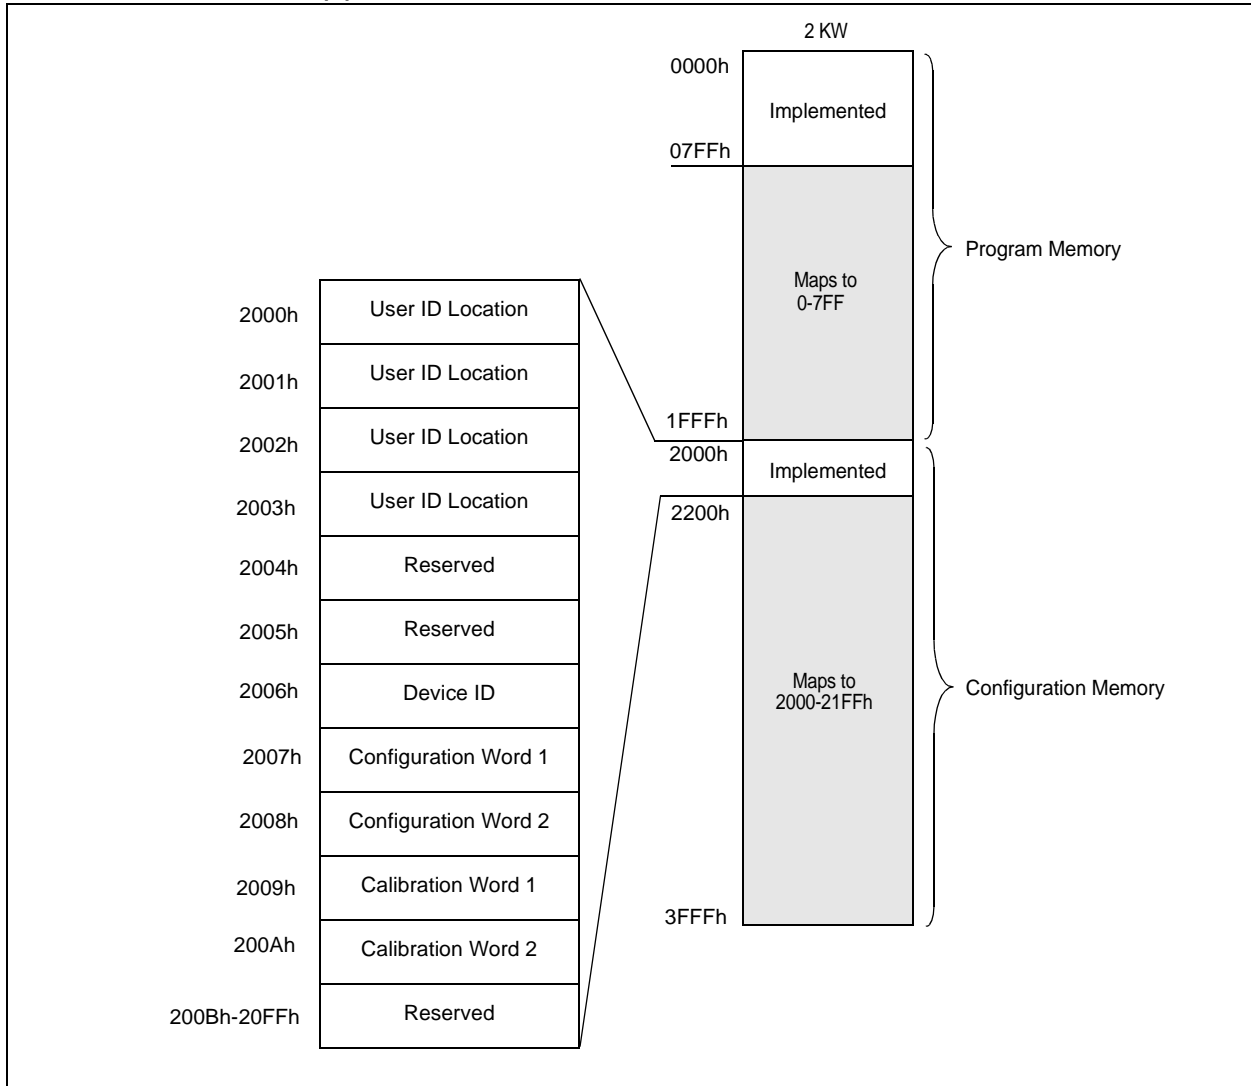 2 KW
0000h
Implemented
07FFh
Program Memory
Maps to
0-7FF
1FFFh
2000h
Implemented
2200h
Maps to
2000-21FFh
Configuration Memory
3FFFh
2000h User ID Location
2001h User ID Location
2002h User ID Location
2003h User ID Location
2004h Reserved
2005h Reserved
2006h Device ID
2007h Configuration Word 1
2008h Configuration Word 2
2009h Calibration Word 1
200Ah Calibration Word 2
200Bh-20FFh Reserved